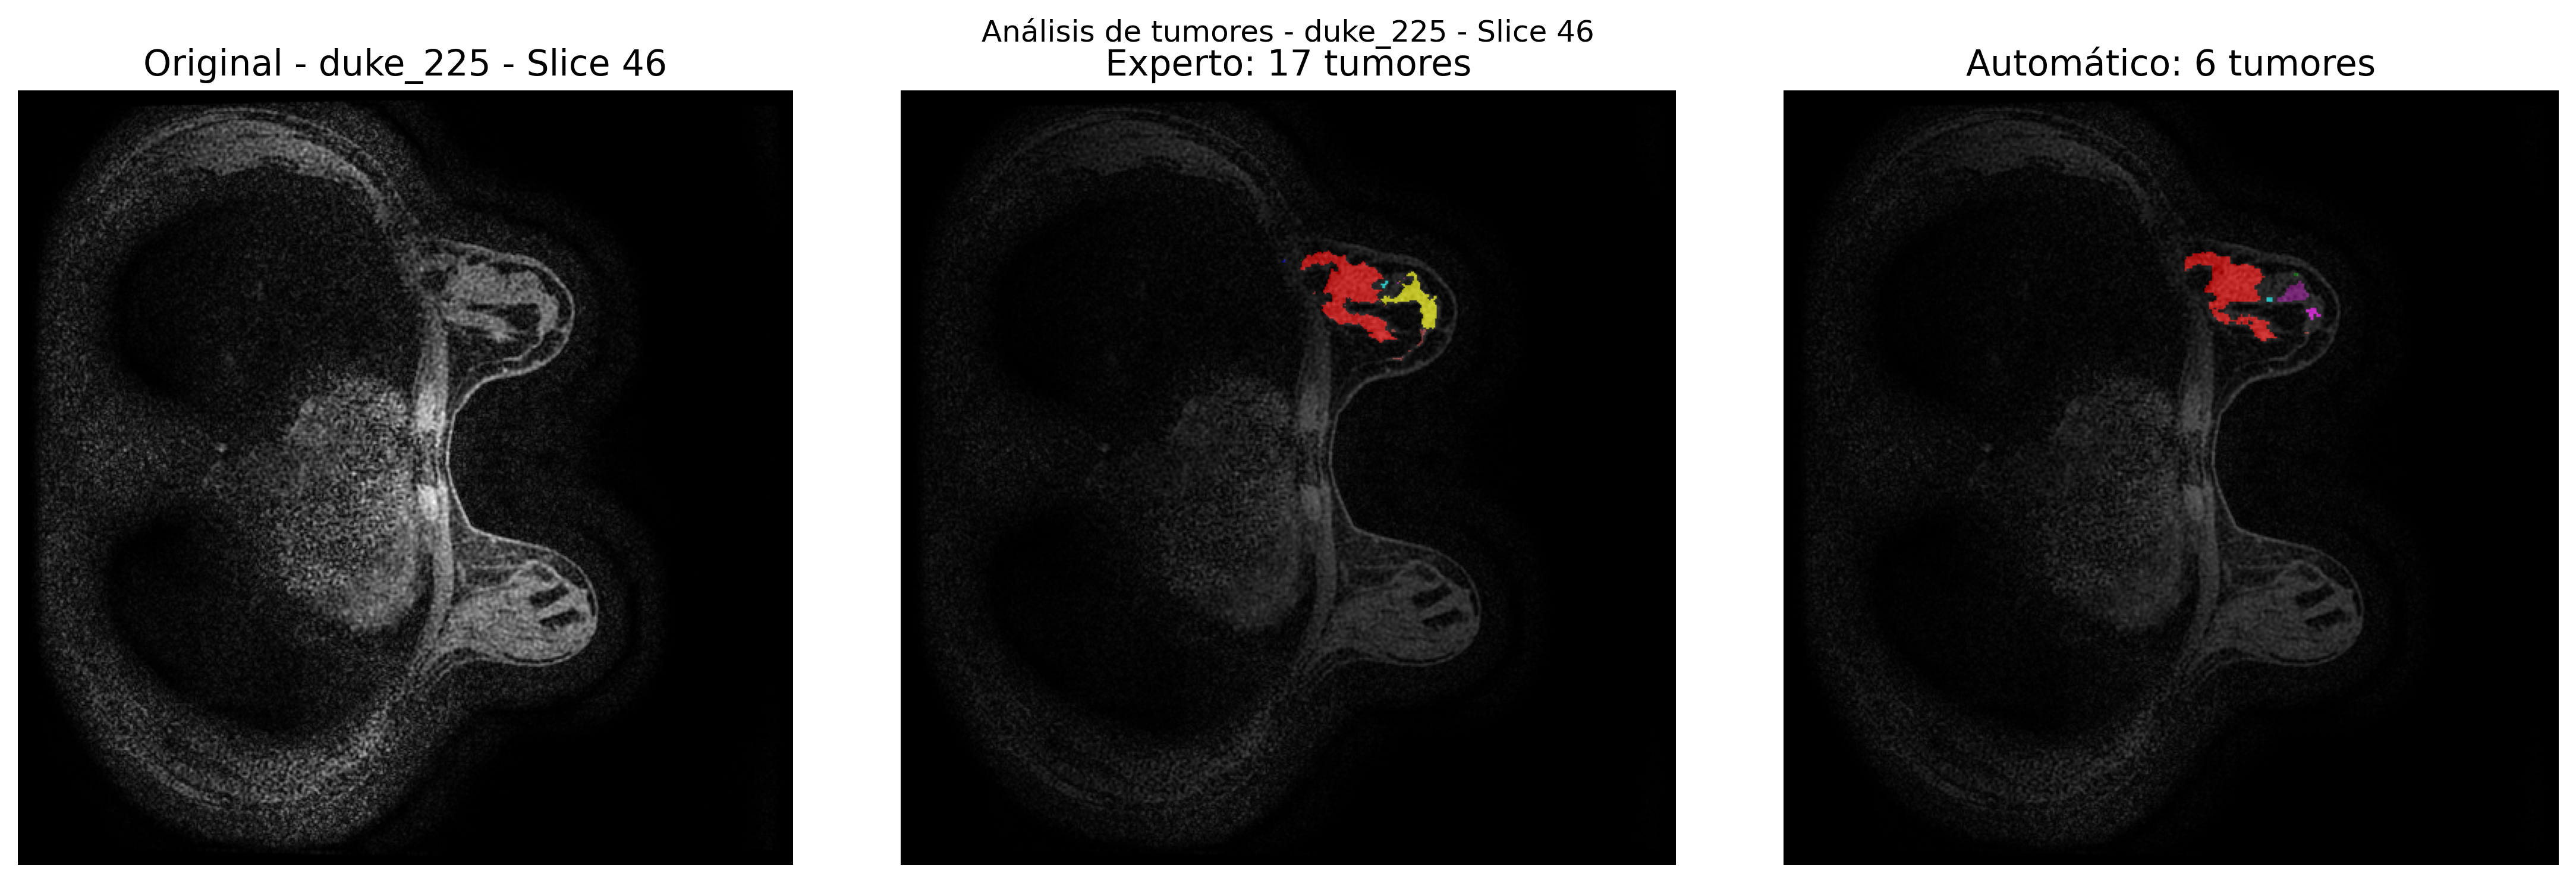 Análisis de tumores - duke_225 - Slice 46
Original - duke_225 - Slice 46
Experto: 17 tumores
Automático: 6 tumores